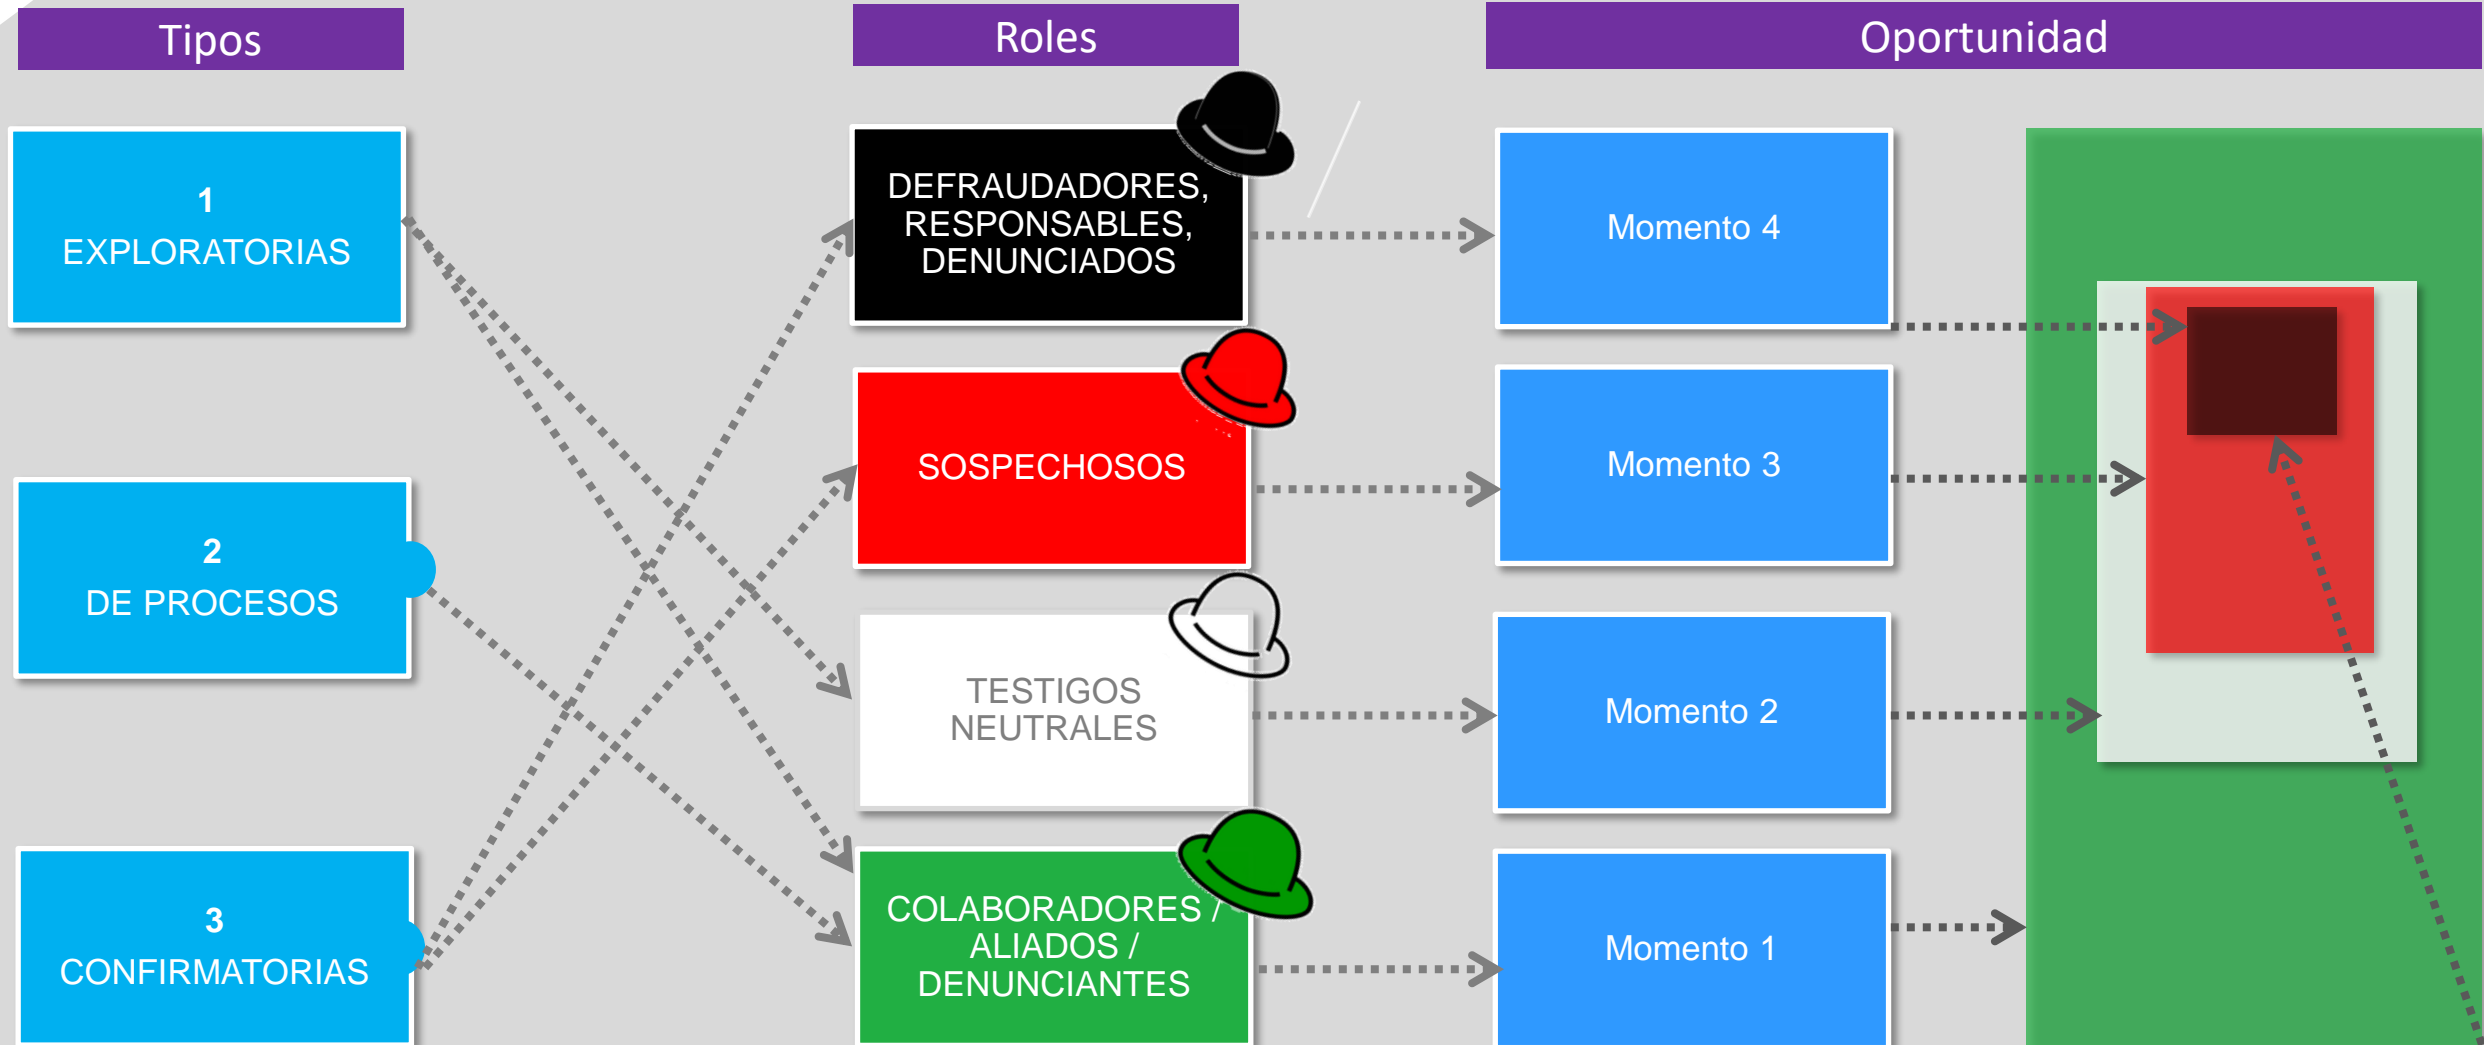 Tipos
Roles
Oportunidad
1
EXPLORATORIAS
2
DE PROCESOS
3
CONFIRMATORIAS
DEFRAUDADORES,
RESPONSABLES,
DENUNCIADOS
SOSPECHOSOS
TESTIGOS
NEUTRALES
COLABORADORES /
ALIADOS /
DENUNCIANTES
Momento 4
Momento 3
Momento 2
Momento 1